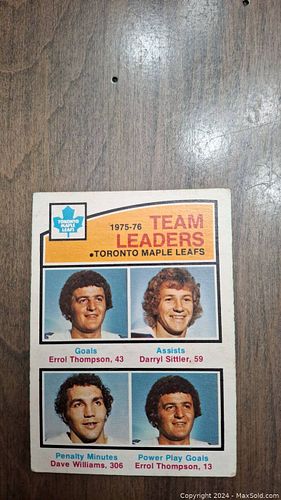 TORONTO
MAPLE
LEAFS
1975-76 TEAM
LEADERS
•TORONTO MAPLE LEAFS
Goals
Errol Thompson, 43
Assists
Darryl Sittler, 59
Penalty Minutes
Dave Williams, 306
Power Play Goals
Errol Thompson, 13
Copyright © 2024 - MaxSold.com